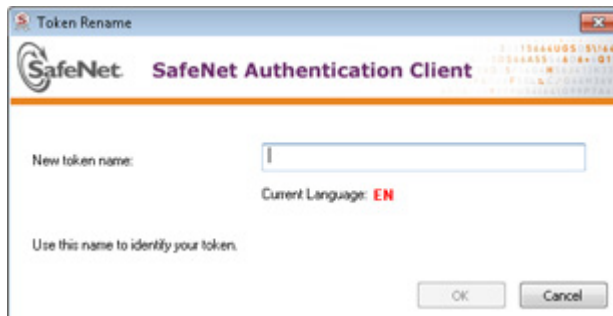 Token Rename
SafeNet. SafeNet Authentication Client
New token name:
Current Language: EN
Use this name to identify your token.
OK Cancel